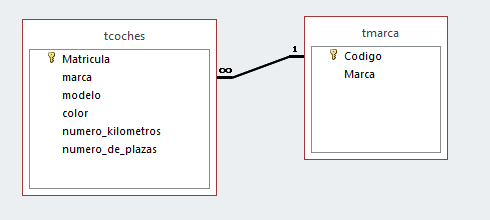 tcoches
Matricula
marca
modelo
color
numero_kilometros
numero_de_plazas
∞
1
tmarca
Codigo
Marca